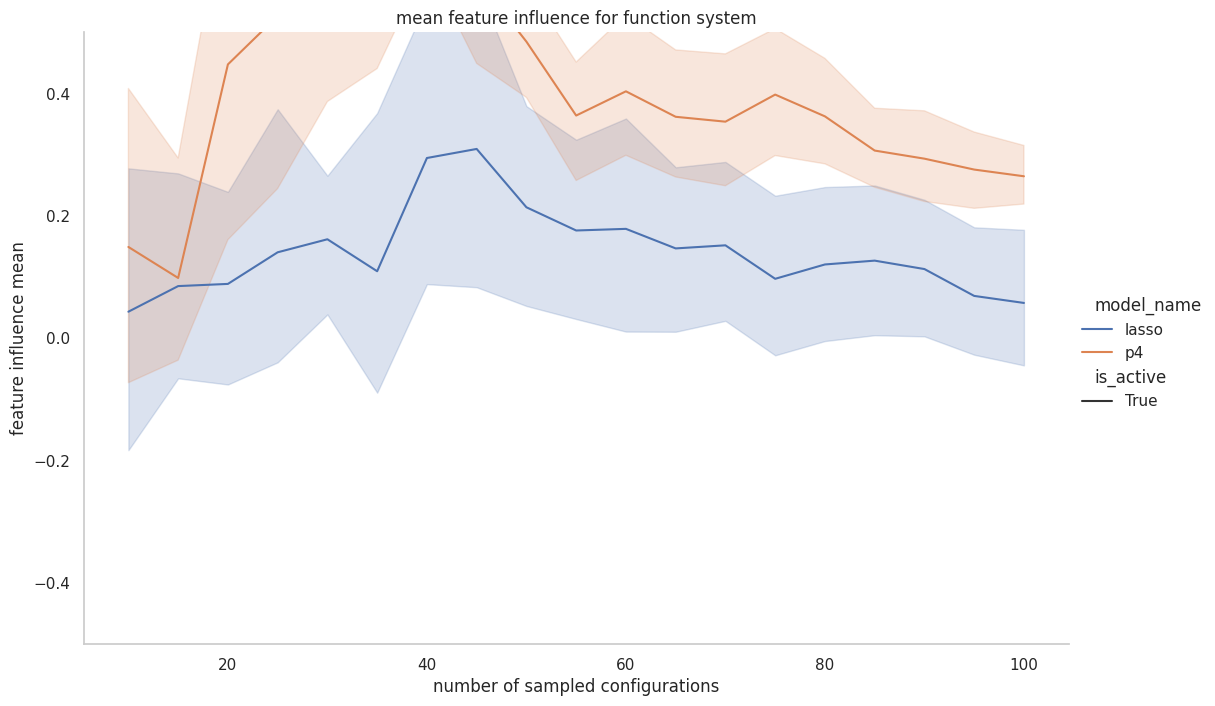 mean feature influence for function system
0.4
0.2
0.0
−0.2
−0.4
feature influence mean
20 40 60 80 100
number of sampled configurations
model_name
lasso
p4
is_active
True